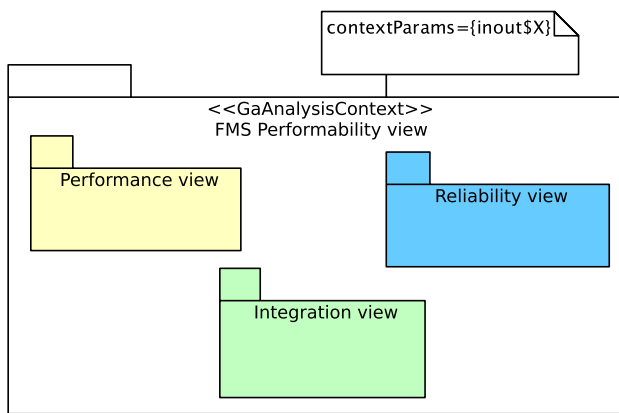 contextParams={inout$X}
<<GaAnalysisContext>>
FMS Performability view
Performance view
Reliability view
Integration view